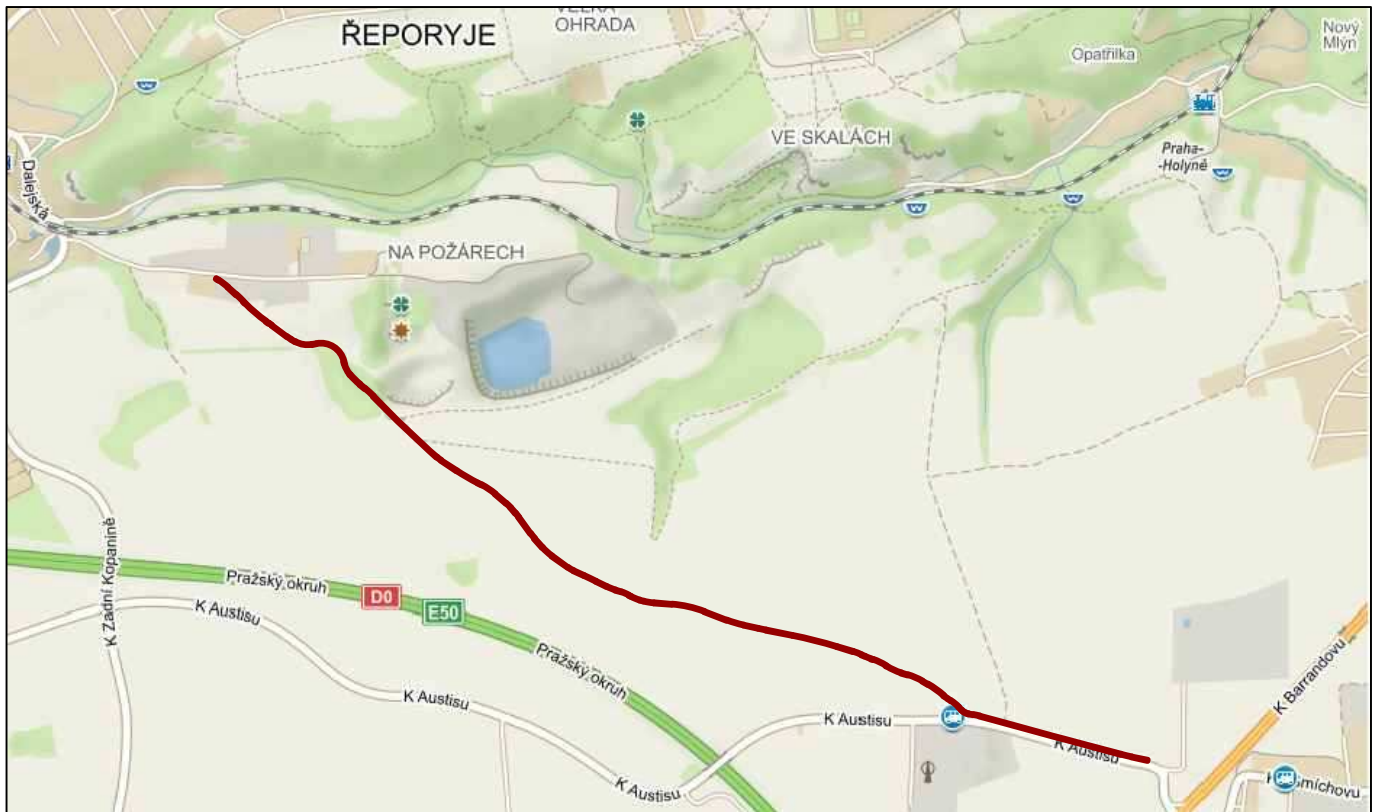 VELKÁ
OHRADA
ŘEPORYJE
Nový
Mlýn
Opatřilka
VE SKALÁCH
Praha-
-Holyně
Dalejská
NA POŽÁRECH
K Zadní Kopanině
Pražský okruh
D0
E50
K Austisu
Pražský okruh
K Austisu
K Austisu
K Austisu
K Austisu
K Barrandovu